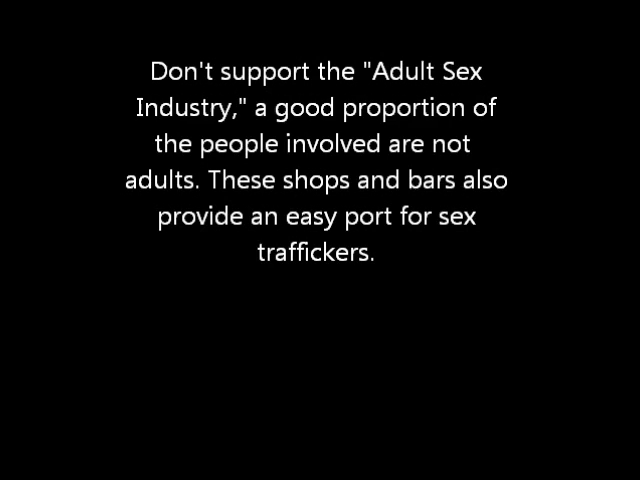 Don't support the "Adult Sex
Industry," a good proportion of
the people involved are not
adults. These shops and bars also
provide an easy port for sex
traffickers.